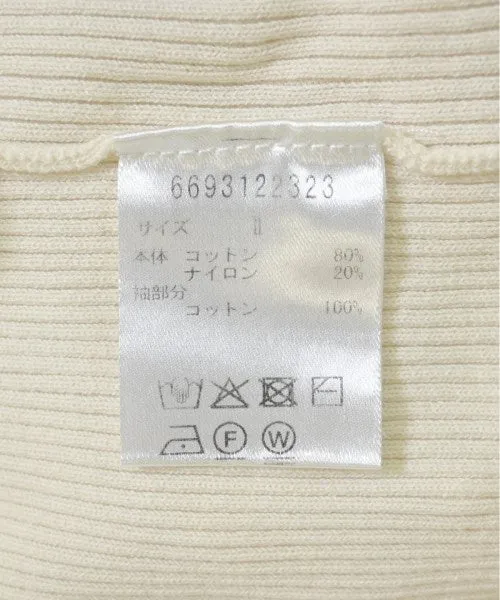 6693122323
サイズ II
本体 コットン 80%
ナイロン 20%
袖部分
コットン 100%
F W